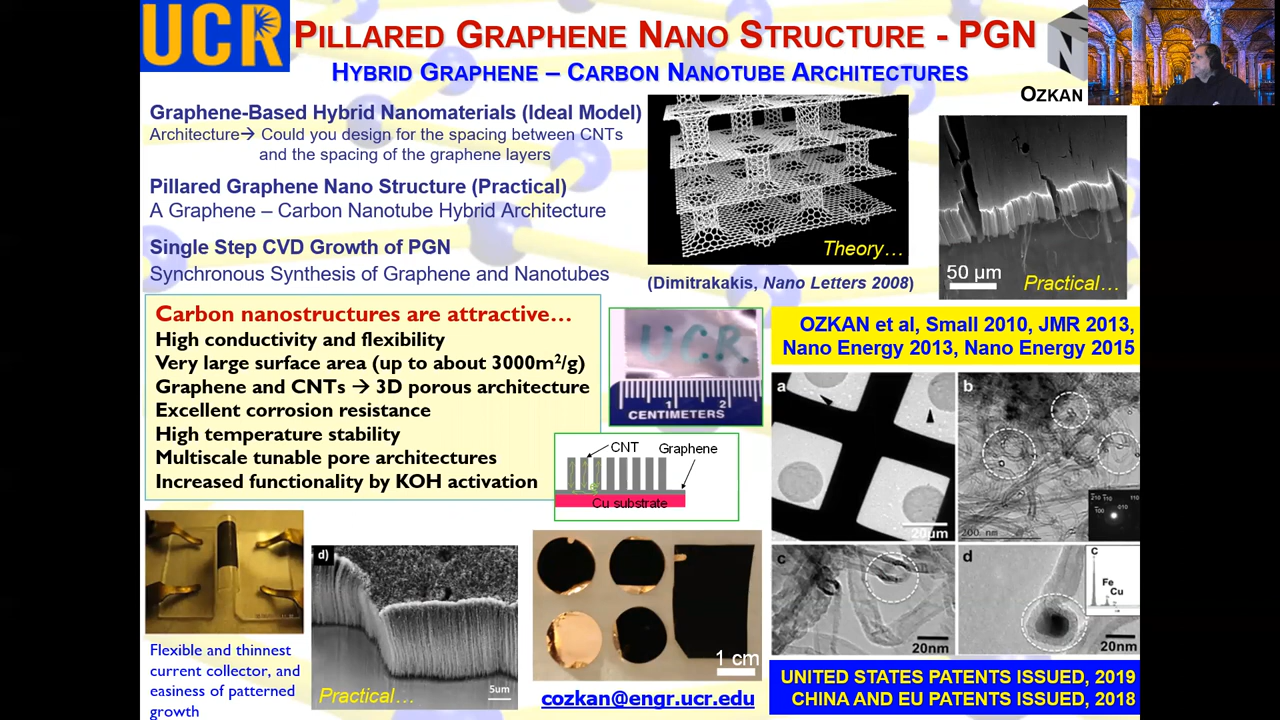 UCR
PILLARED GRAPHENE NANO STRUCTURE - PGN
HYBRID GRAPHENE – CARBON NANOTUBE ARCHITECTURES
N
OZKAN
Graphene-Based Hybrid Nanomaterials (Ideal Model)
Architecture→ Could you design for the spacing between CNTs
and the spacing of the graphene layers
Pillared Graphene Nano Structure (Practical)
A Graphene – Carbon Nanotube Hybrid Architecture
Single Step CVD Growth of PGN
Synchronous Synthesis of Graphene and Nanotubes
Theory…
(Dimitrakakis, Nano Letters 2008)
50 µm
Practical…
Carbon nanostructures are attractive…
High conductivity and flexibility
Very large surface area (up to about 3000m²/g)
Graphene and CNTs → 3D porous architecture
Excellent corrosion resistance
High temperature stability
Multiscale tunable pore architectures
Increased functionality by KOH activation
U.C.R.
1 2
CENTIMETERS
CNT Graphene
Cu substrate
OZKAN et al, Small 2010, JMR 2013,
Nano Energy 2013, Nano Energy 2015
a
20µm
b
200 nm
c
20nm
d
C
Fe
Cu
20nm
Flexible and thinnest
current collector, and
easiness of patterned
growth
d)
Practical…
5um
1 cm
cozkan@engr.ucr.edu
UNITED STATES PATENTS ISSUED, 2019
CHINA AND EU PATENTS ISSUED, 2018